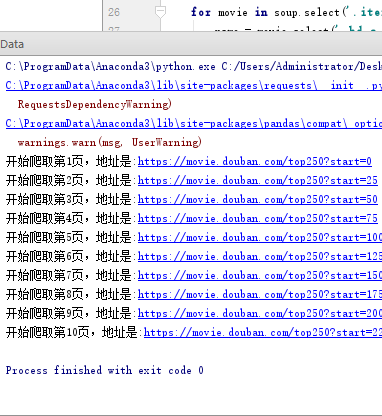 26 for movie in soup.select('.ite
27
Data
C:\ProgramData\Anaconda3\python.exe C:/Users/Administrator/Desk
C:\ProgramData\Anaconda3\lib\site-packages\requests\__init__.py
RequestsDependencyWarning)
C:\ProgramData\Anaconda3\lib\site-packages\pandas\compat\_optio
warnings.warn(msg, UserWarning)
开始爬取第1页，地址是:https://movie.douban.com/top250?start=0
开始爬取第2页，地址是:https://movie.douban.com/top250?start=25
开始爬取第3页，地址是:https://movie.douban.com/top250?start=50
开始爬取第4页，地址是:https://movie.douban.com/top250?start=75
开始爬取第5页，地址是:https://movie.douban.com/top250?start=100
开始爬取第6页，地址是:https://movie.douban.com/top250?start=125
开始爬取第7页，地址是:https://movie.douban.com/top250?start=150
开始爬取第8页，地址是:https://movie.douban.com/top250?start=175
开始爬取第9页，地址是:https://movie.douban.com/top250?start=200
开始爬取第10页，地址是:https://movie.douban.com/top250?start=22
Process finished with exit code 0